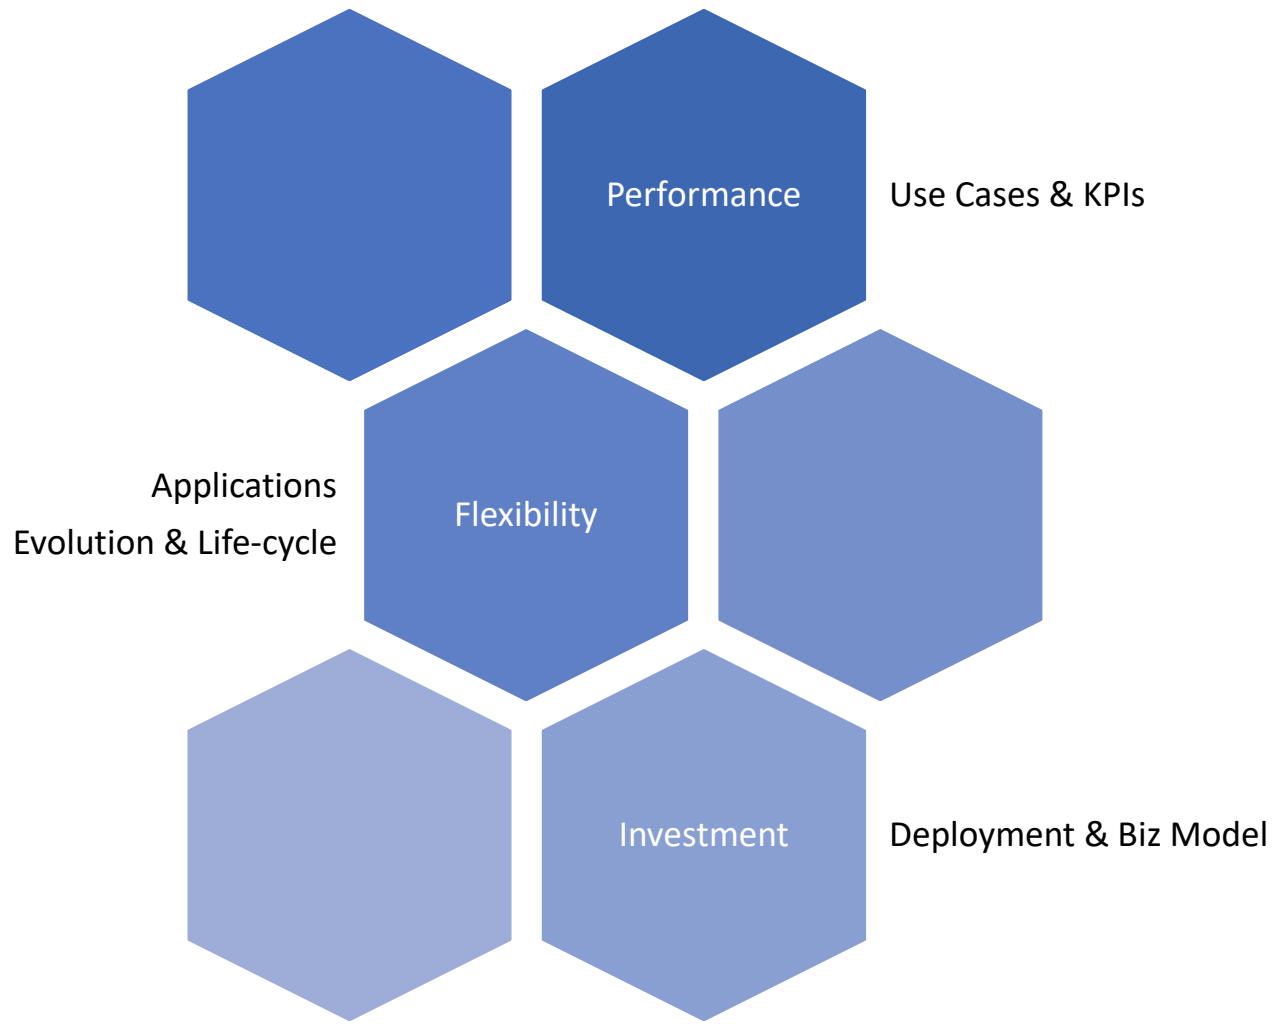 Performance
Use Cases & KPIs
Applications
Evolution & Life-cycle
Flexibility
Investment
Deployment & Biz Model